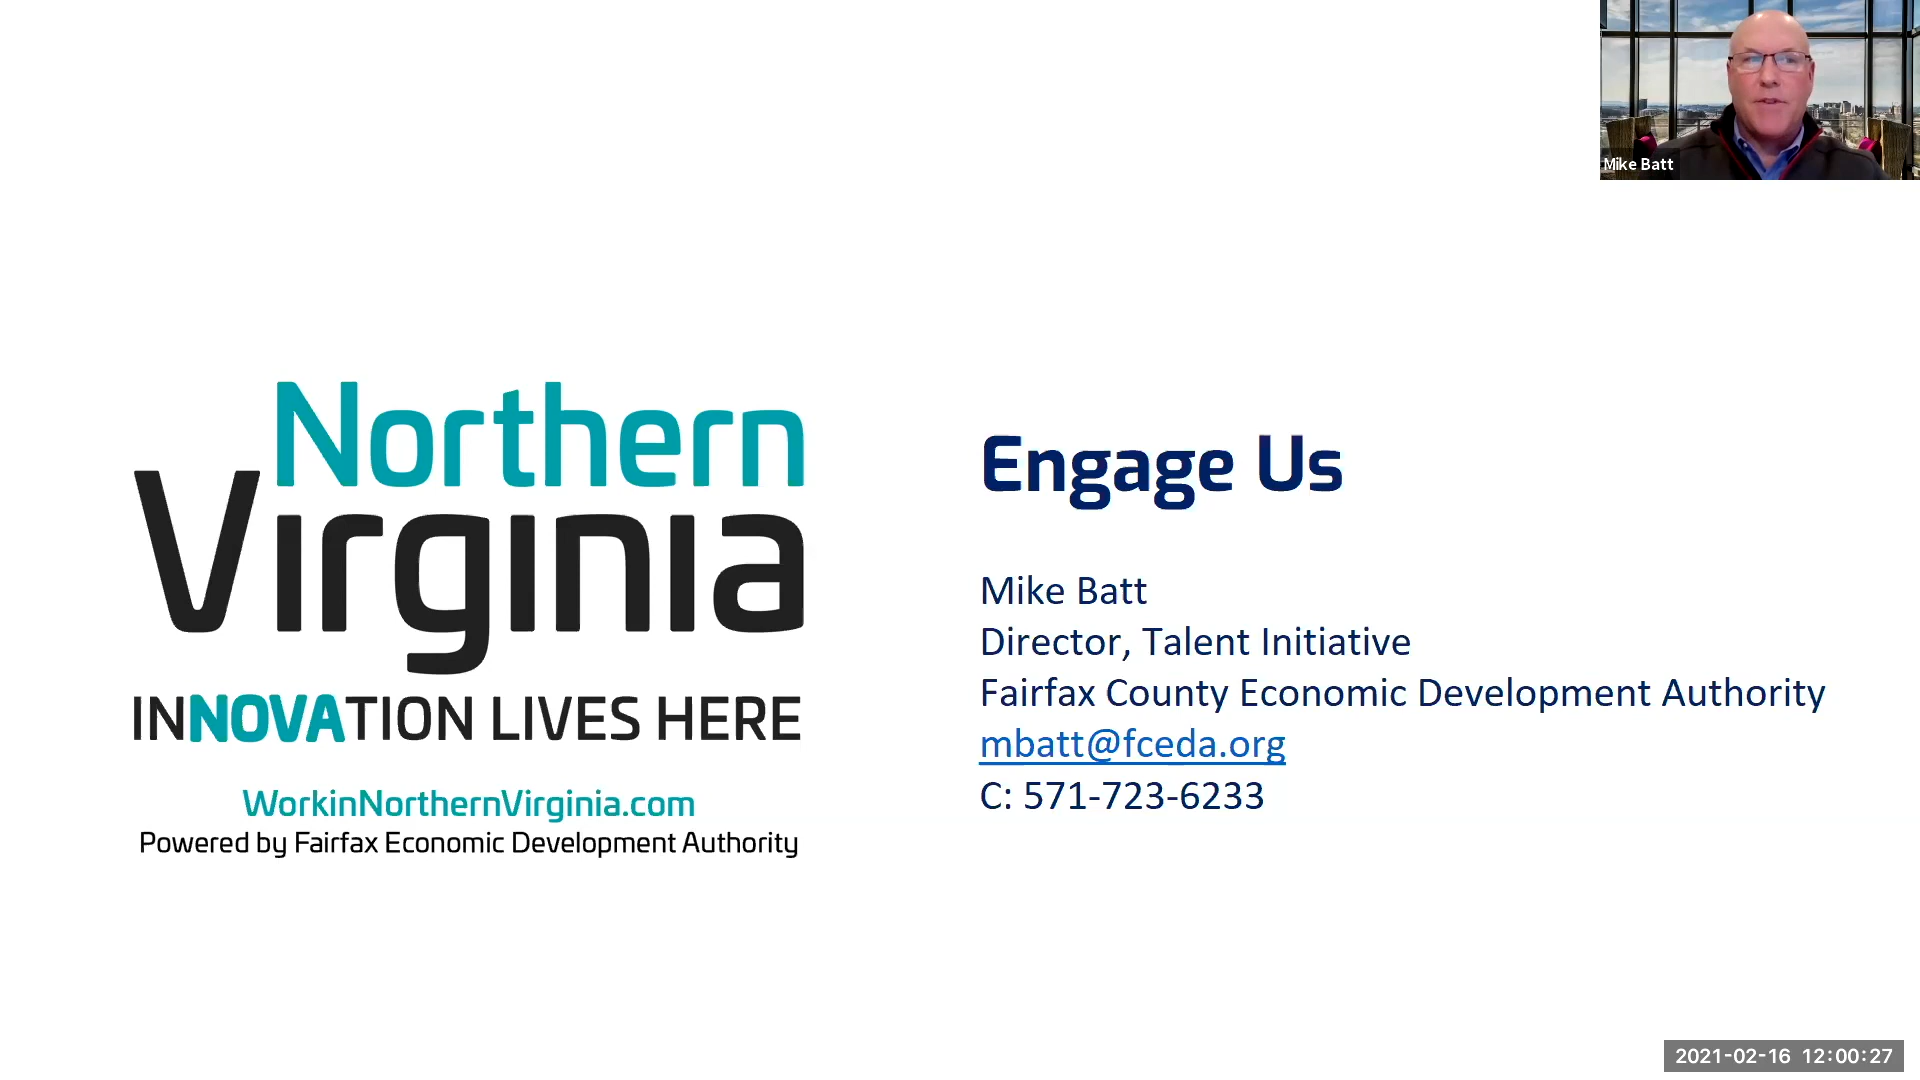 Mike Batt
Northern
Virginia
INNOVATION LIVES HERE
WorkinNorthernVirginia.com
Powered by Fairfax Economic Development Authority
Engage Us
Mike Batt
Director, Talent Initiative
Fairfax County Economic Development Authority
mbatt@fceda.org
C: 571-723-6233
2021-02-16 12:00:27